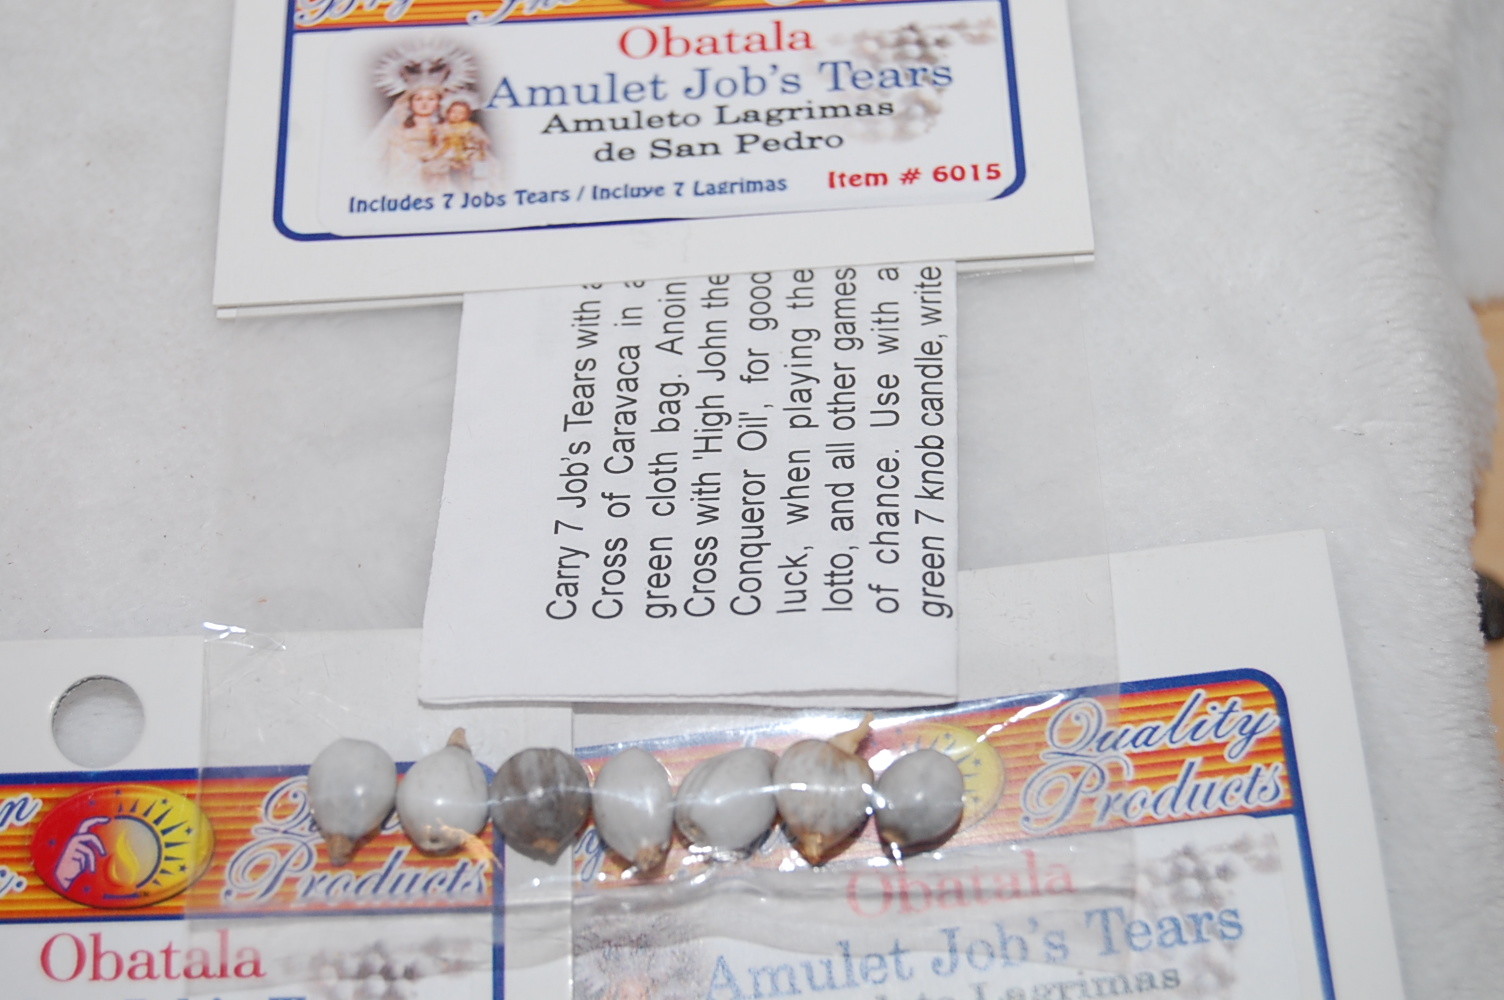 Obatala
Amulet Job's Tears
Amuleto Lagrimas
de San Pedro
Includes 7 Jobs Tears / Incluye 7 Lagrimas
Item # 6015
Carry 7 Job's Tears with
Cross of Caravaca in a
green cloth bag. Anoin
Cross with 'High John the
Conqueror Oil', for good
luck, when playing the
lotto, and all other games
of chance. Use with a
green 7 knob candle, write
Quality
Products
Products
Obatala
Obatala
Amulet Job's Tears
Lagrimas